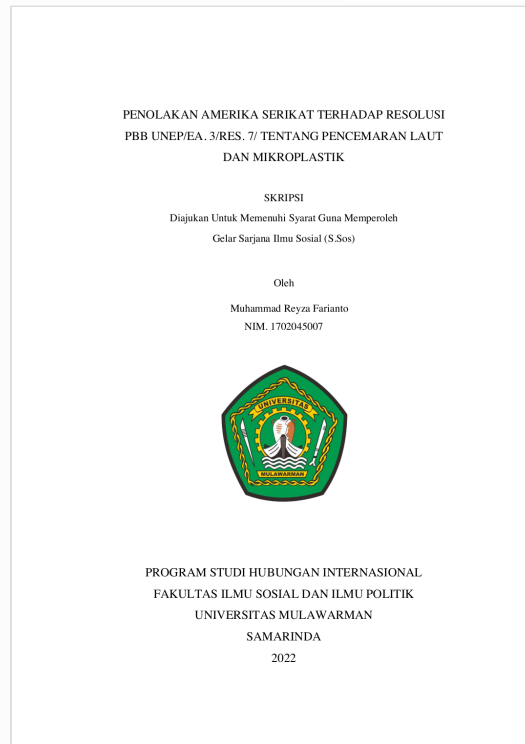 PENOLAKAN AMERIKA SERIKAT TERHADAP RESOLUSI
PBB UNEP/EA. 3/RES. 7/ TENTANG PENCEMARAN LAUT
DAN MIKROPLASTIK
SKRIPSI
Diajukan Untuk Memenuhi Syarat Guna Memperoleh
Gelar Sarjana Ilmu Sosial (S.Sos)
Oleh
Muhammad Reyza Farianto
NIM. 1702045007
UNIVERSITAS
MULAWARMAN
PROGRAM STUDI HUBUNGAN INTERNASIONAL
FAKULTAS ILMU SOSIAL DAN ILMU POLITIK
UNIVERSITAS MULAWARMAN
SAMARINDA
2022